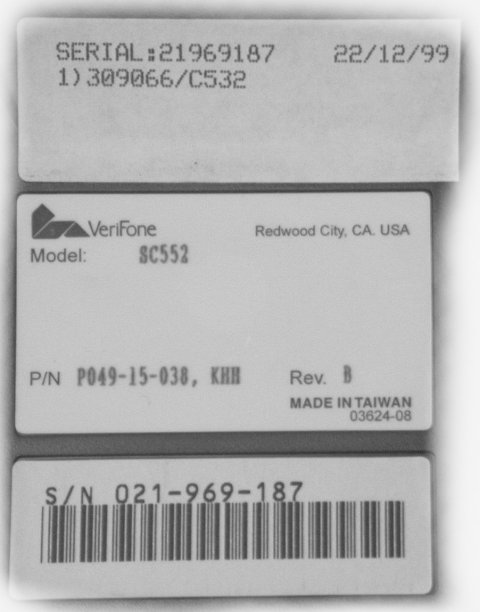 SERIAL:21969187 22/12/99
1)309066/C532
VeriFone Redwood City, CA. USA
Model: SC552
P/N P049-15-038, KHH Rev. B
MADE IN TAIWAN
03624-08
S/N 021-969-187